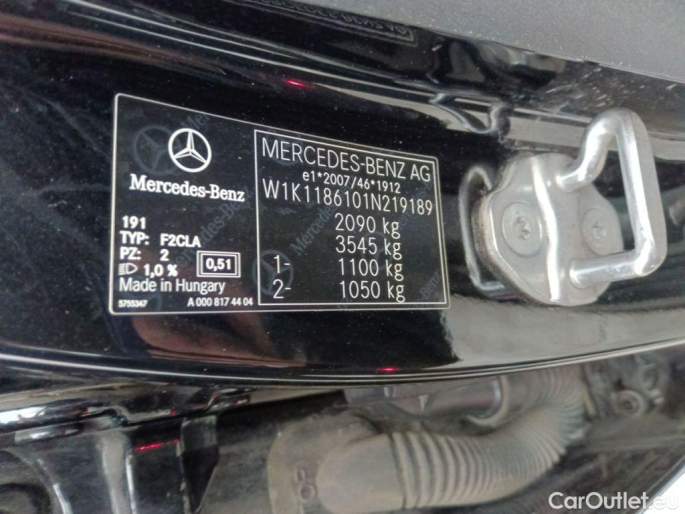 Mercedes-Benz
191
TYP: F2CLA
PZ: 2
1,0 % 0,51
Made in Hungary
5755347 A 000 817 44 04
MERCEDES-BENZ AG
e1*2007/46*1912
W1K1186101N219189
2090 kg
3545 kg
1- 1100 kg
2- 1050 kg
CarOutlet.eu